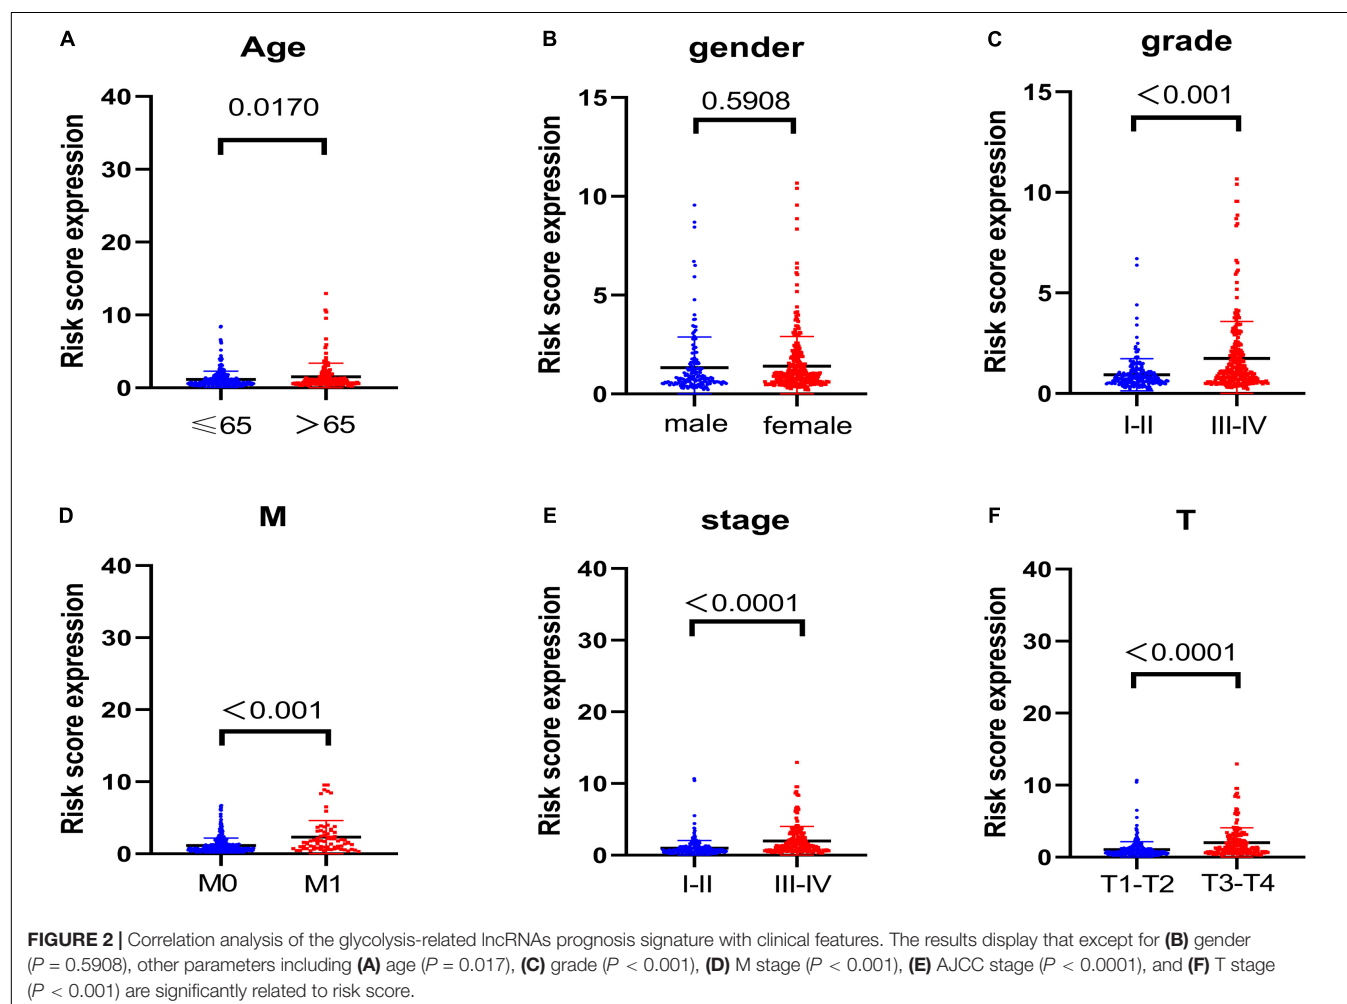 A
Age
Risk score expression
40
30
20
10
0
0.0170
≤65
>65
B
gender
Risk score expression
15
10
5
0
0.5908
male
female
C
grade
Risk score expression
15
10
5
0
<0.001
I-II
III-IV
D
M
Risk score expression
40
30
20
10
0
<0.001
M0
M1
E
stage
Risk score expression
40
30
20
10
0
<0.0001
I-II
III-IV
F
T
Risk score expression
40
30
20
10
0
<0.0001
T1-T2
T3-T4
FIGURE 2 | Correlation analysis of the glycolysis-related lncRNAs prognosis signature with clinical features. The results display that except for (B) gender
(P = 0.5908), other parameters including (A) age (P = 0.017), (C) grade (P < 0.001), (D) M stage (P < 0.001), (E) AJCC stage (P < 0.0001), and (F) T stage
(P < 0.001) are significantly related to risk score.